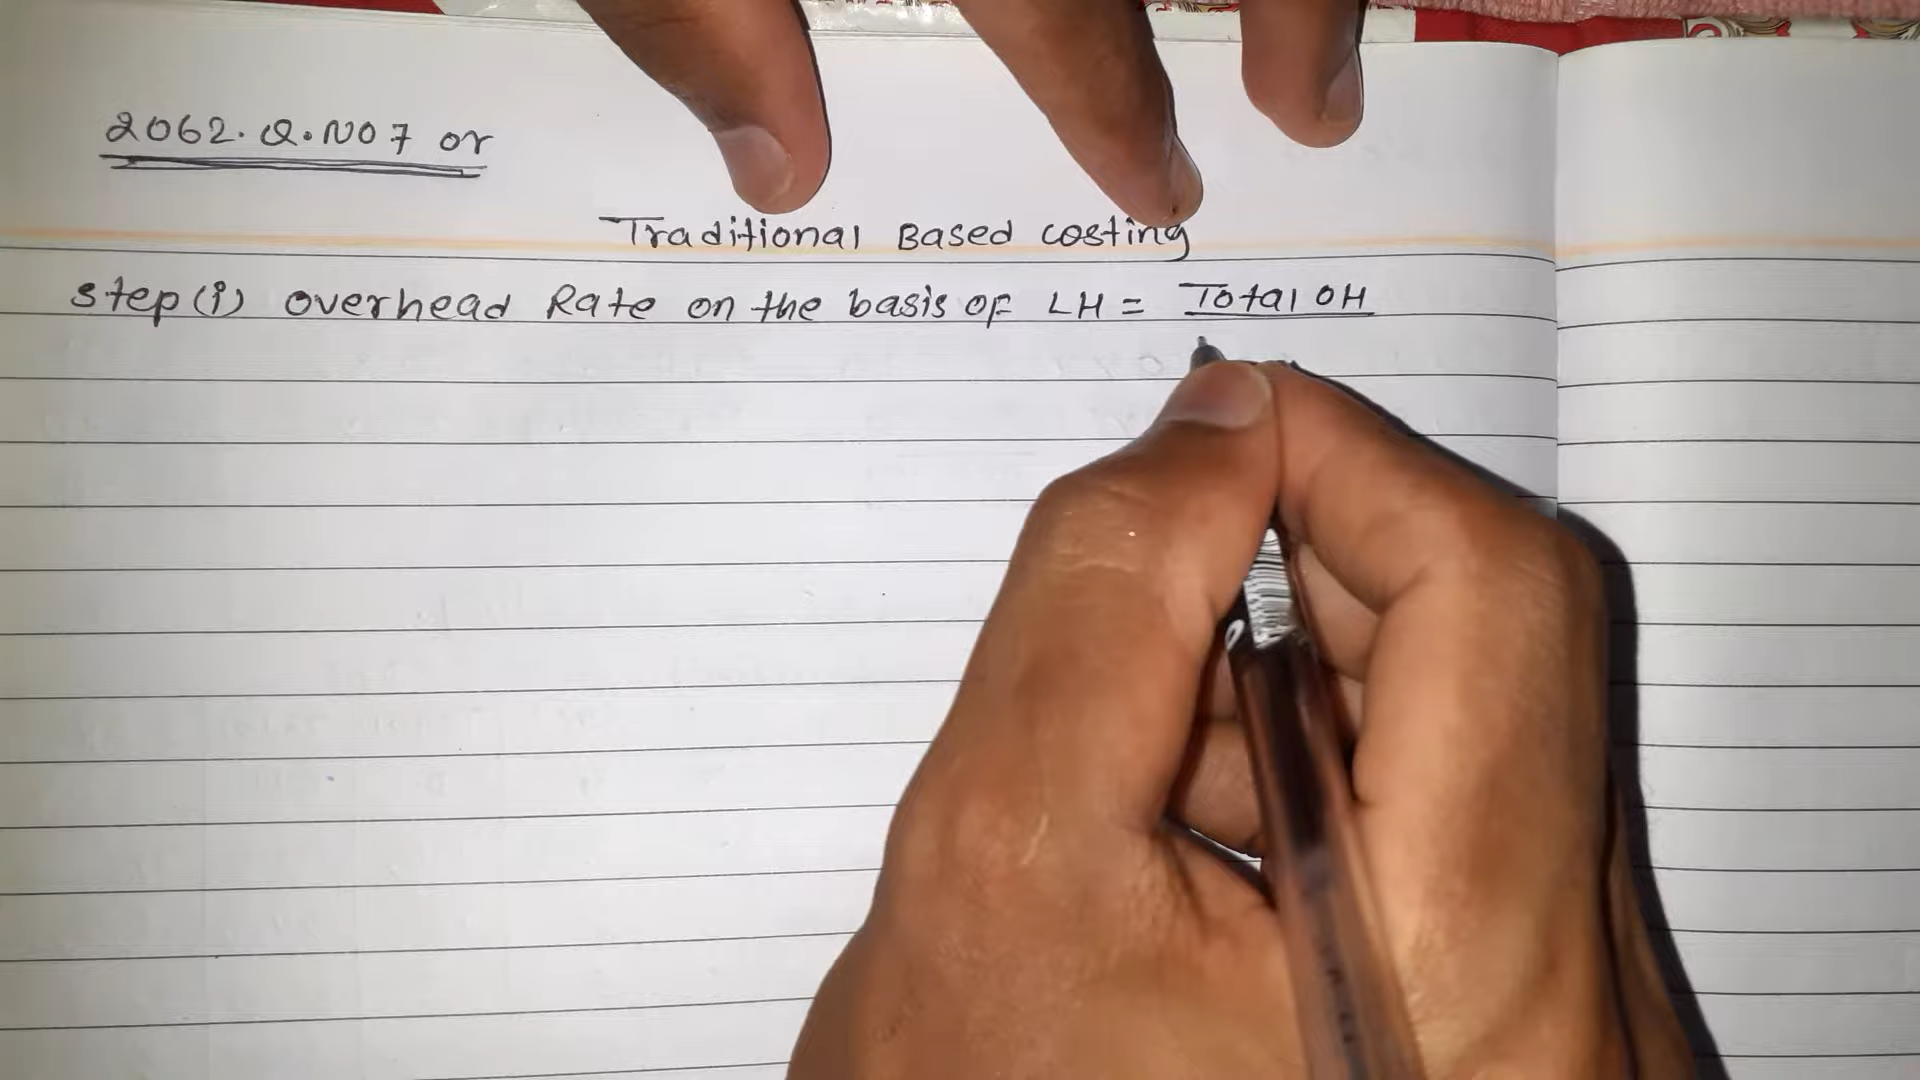 2062. Q. NO 7 or
Traditional Based costing
step (i) overhead Rate on the basis of LH = Total OH